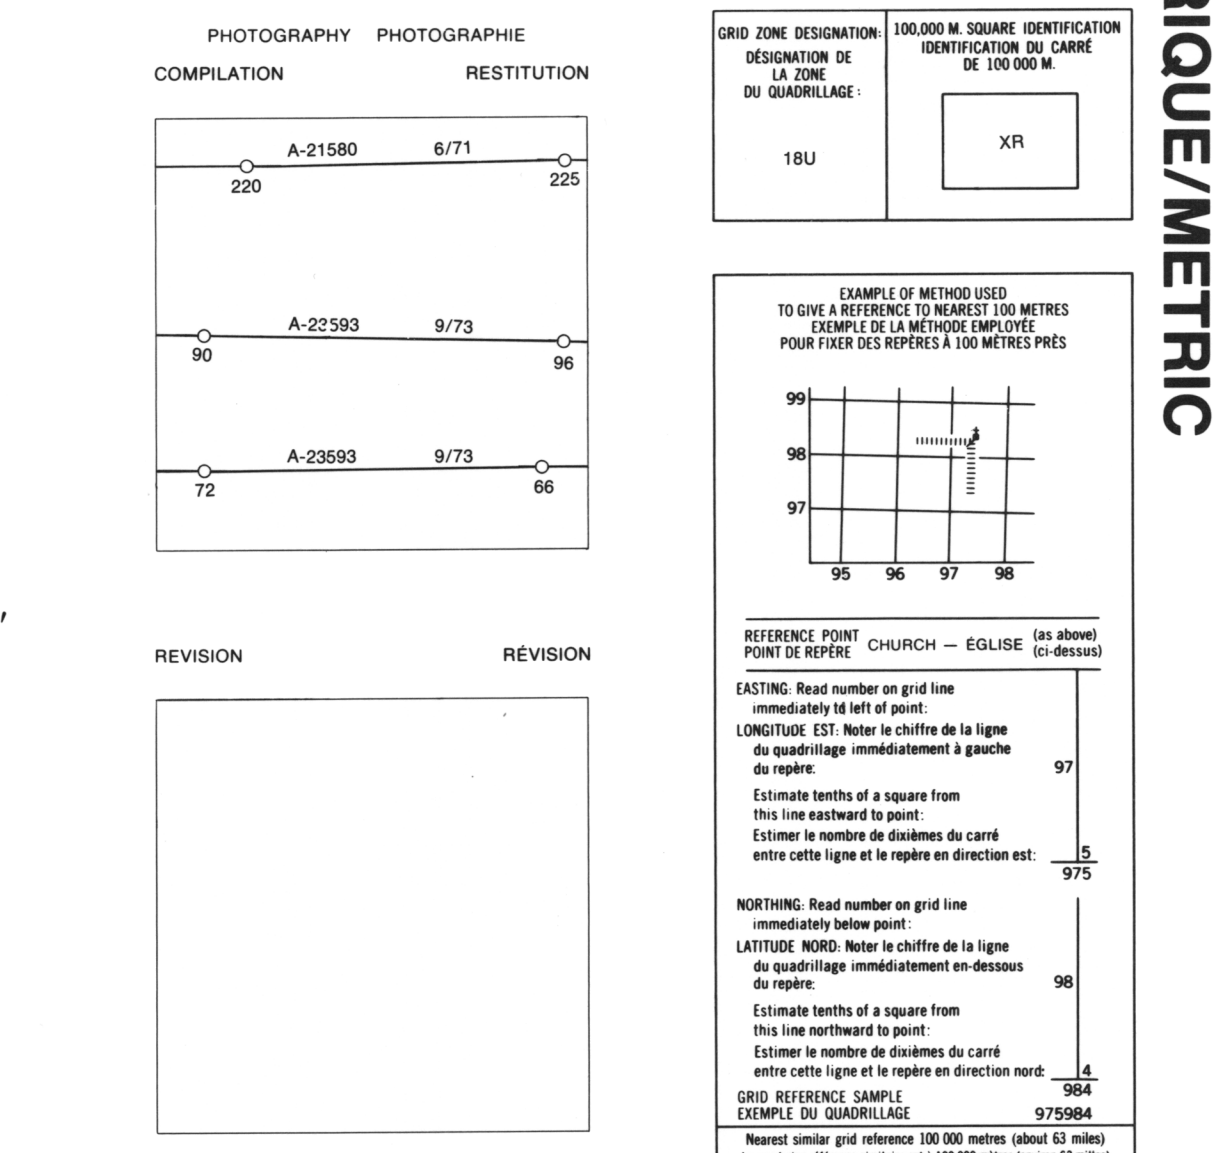 PHOTOGRAPHY PHOTOGRAPHIE
COMPILATION RESTITUTION
A-21580 6/71
220 225
A-23593 9/73
90 96
A-23593 9/73
72 66
REVISION RÉVISION
GRID ZONE DESIGNATION:
DÉSIGNATION DE
LA ZONE
DU QUADRILLAGE :
18U
100,000 M. SQUARE IDENTIFICATION
IDENTIFICATION DU CARRÉ
DE 100 000 M.
XR
EXAMPLE OF METHOD USED
TO GIVE A REFERENCE TO NEAREST 100 METRES
EXEMPLE DE LA MÉTHODE EMPLOYÉE
POUR FIXER DES REPÈRES À 100 MÈTRES PRÈS
99
98
97
95 96 97 98
REFERENCE POINT
POINT DE REPÈRE
CHURCH — ÉGLISE
(as above)
(ci-dessus)
EASTING: Read number on grid line
immediately to left of point:
LONGITUDE EST: Noter le chiffre de la ligne
du quadrillage immédiatement à gauche
du repère: 97
Estimate tenths of a square from
this line eastward to point:
Estimer le nombre de dixièmes du carré
entre cette ligne et le repère en direction est: 5
975
NORTHING: Read number on grid line
immediately below point:
LATITUDE NORD: Noter le chiffre de la ligne
du quadrillage immédiatement en-dessous
du repère: 98
Estimate tenths of a square from
this line northward to point:
Estimer le nombre de dixièmes du carré
entre cette ligne et le repère en direction nord: 4
984
GRID REFERENCE SAMPLE
EXEMPLE DU QUADRILLAGE 975984
Nearest similar grid reference 100 000 metres (about 63 miles)
RIQUE/METRIC